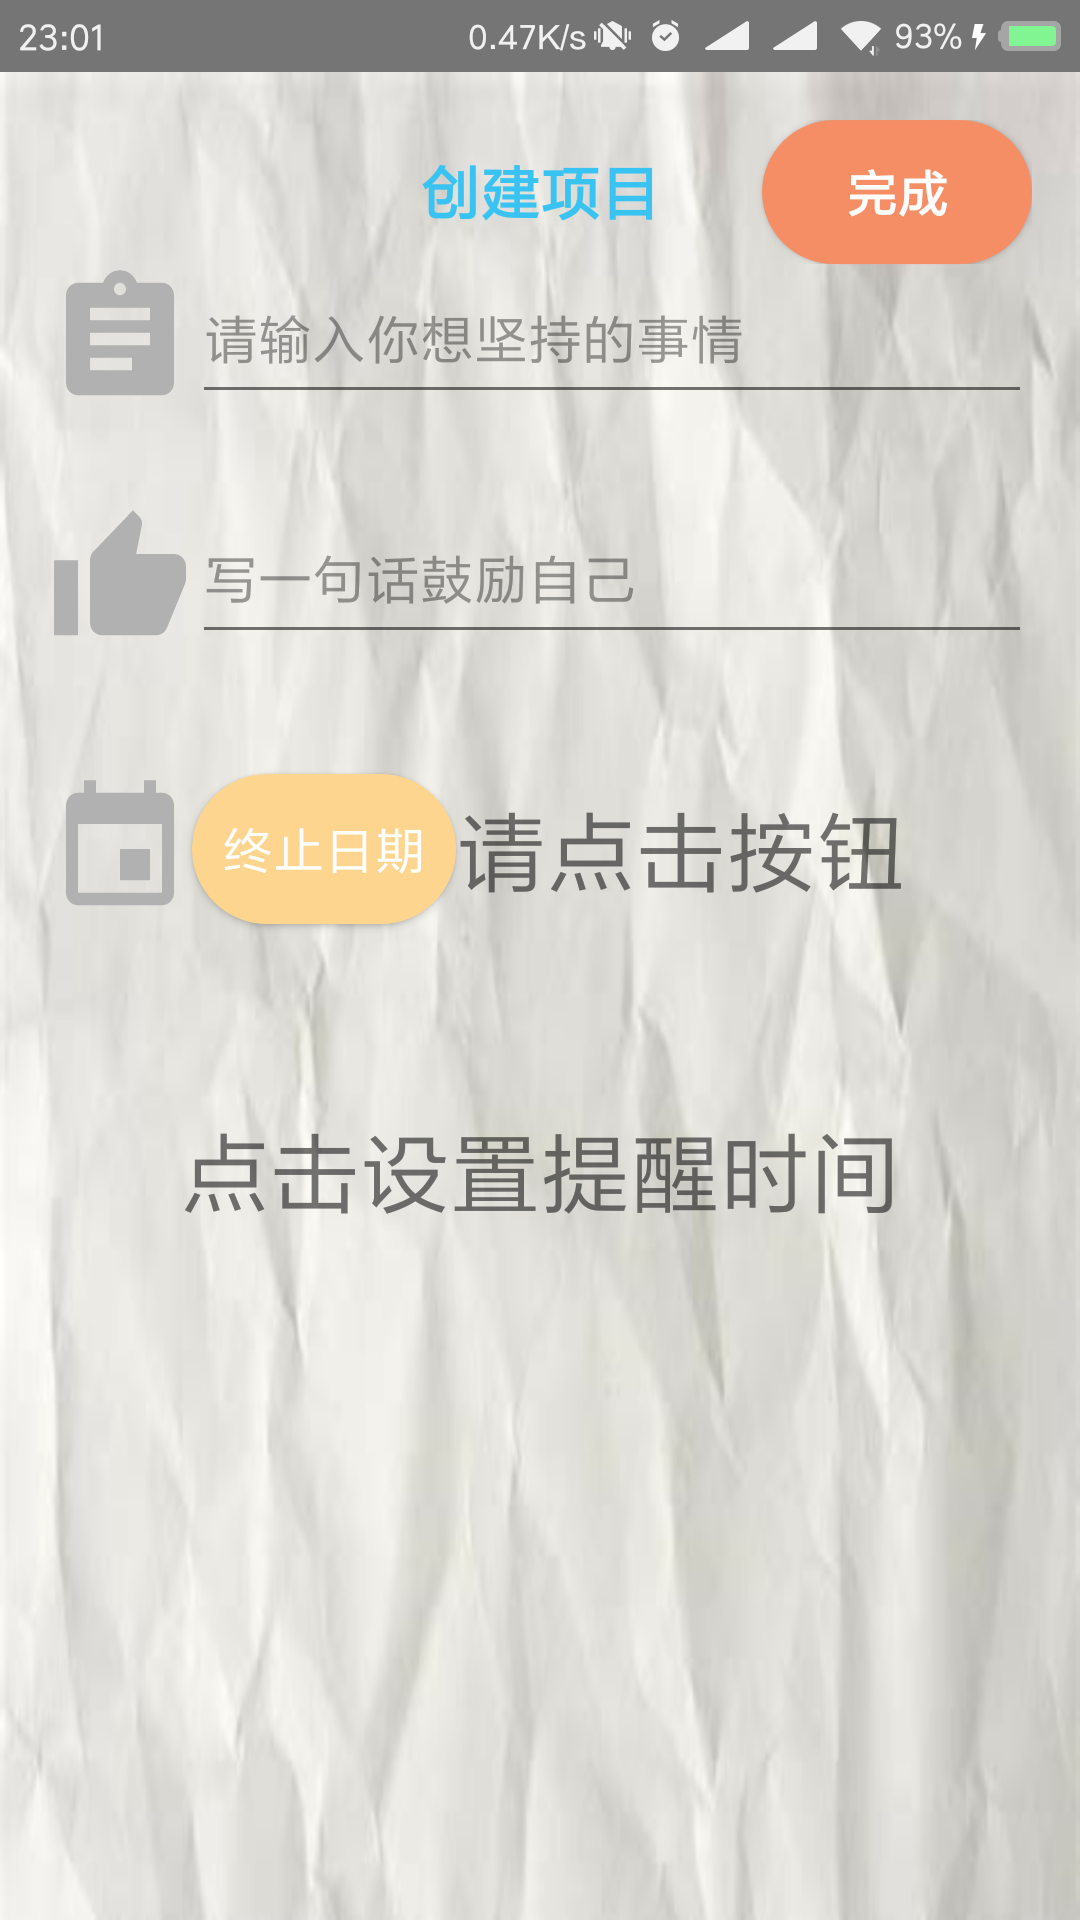 23:01 0.47K/s 93%
创建项目 完成
请输入你想坚持的事情
写一句话鼓励自己
终止日期 请点击按钮
点击设置提醒时间